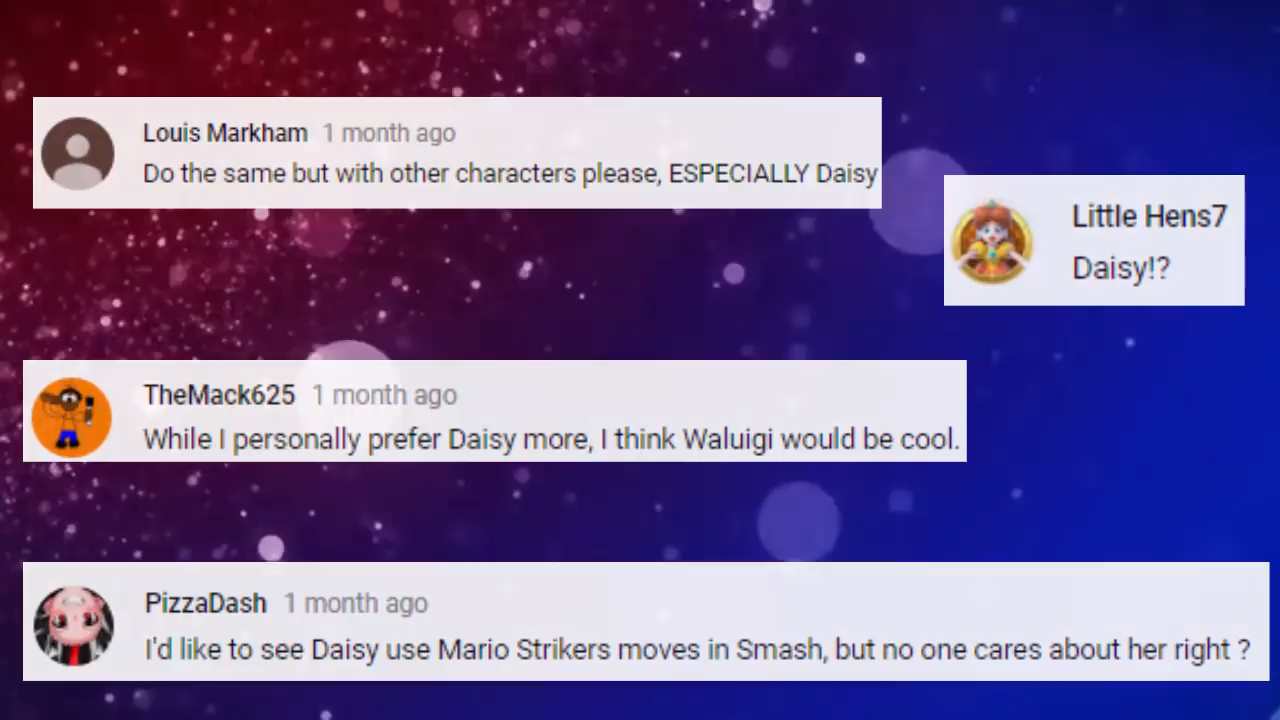 Louis Markham 1 month ago
Do the same but with other characters please, ESPECIALLY Daisy
Little Hens7
Daisy!?
TheMack625 1 month ago
While I personally prefer Daisy more, I think Waluigi would be cool.
PizzaDash 1 month ago
I'd like to see Daisy use Mario Strikers moves in Smash, but no one cares about her right ?